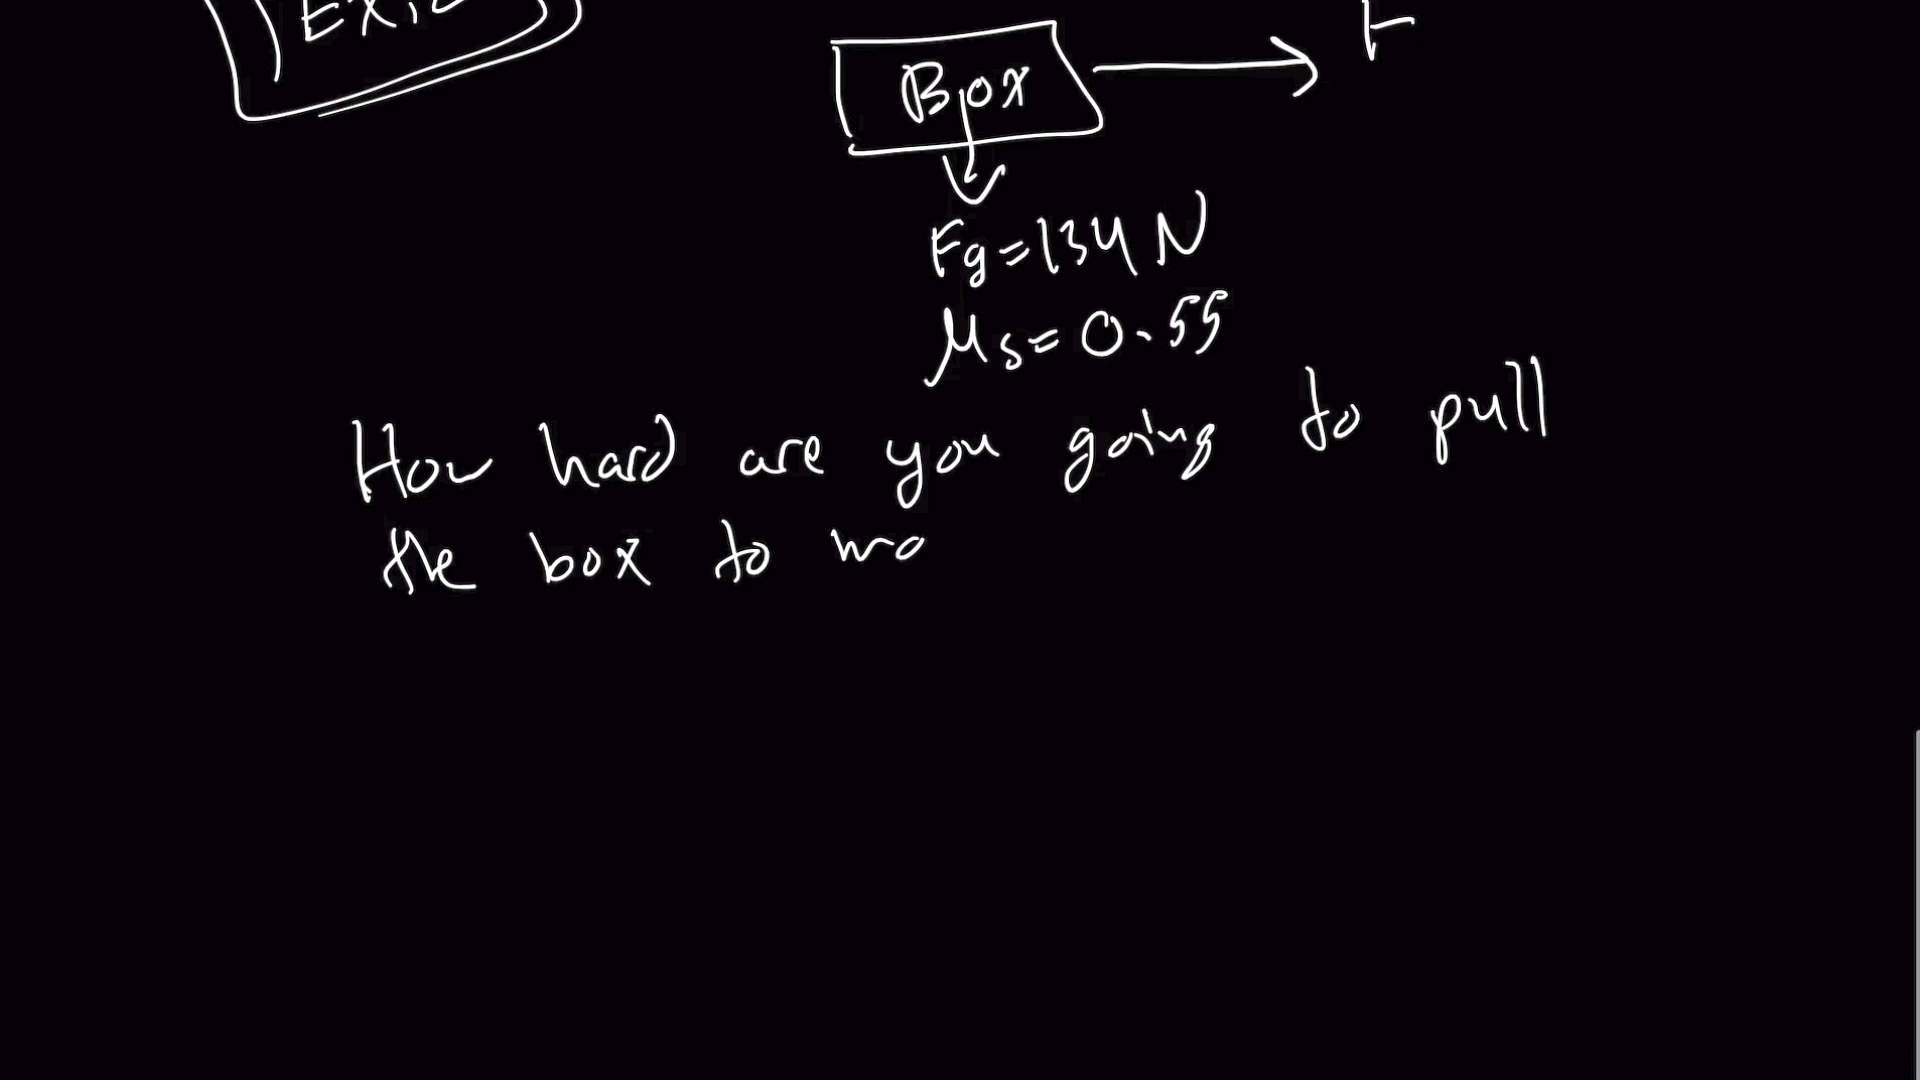 Box
F
Fg=134 N
μs= 0.55
How hard are you going to pull
the box to mo